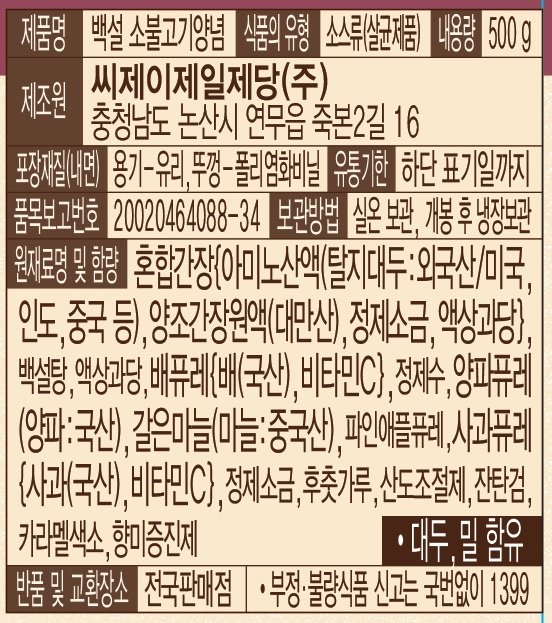 제품명 백설 소불고기양념 식품의 유형 소스류(살균제품) 내용량 500 g
제조원 씨제이제일제당(주)
충청남도 논산시 연무읍 죽본2길 16
포장재질(내면) 용기-유리,뚜껑-폴리염화비닐 유통기한 하단 표기일까지
품목보고번호 20020464088-34 보관방법 실온 보관, 개봉 후 냉장보관
원재료명 및 함량 혼합간장{아미노산액(탈지대두:외국산/미국,
인도,중국 등),양조간장원액(대만산),정제소금,액상과당},
백설탕,액상과당,배퓨레{배(국산),비타민C},정제수,양파퓨레
(양파:국산),갈은마늘(마늘:중국산),파인애플퓨레,사과퓨레
{사과(국산),비타민C},정제소금,후춧가루,산도조절제,잔탄검,
카라멜색소,향미증진제
• 대두, 밀 함유
반품 및 교환장소 전국판매점 • 부정·불량식품 신고는 국번없이 1399